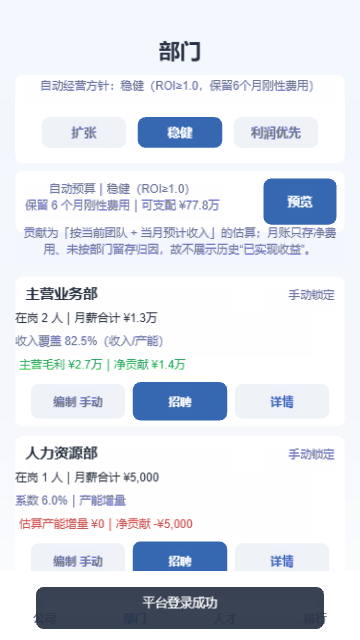 部门
自动经营方针：稳健（ROI≥1.0，保留6个月刚性费用）
扩张
稳健
利润优先
自动预算｜稳健（ROI≥1.0）
保留 6 个月刚性费用｜可支配 ¥77.8万
预览
贡献为「按当前团队 + 当月预计收入」的估算；月账只存净费
用、未按部门留存归因，故不展示历史“已实现收益”。
主营业务部
手动锁定
在岗 2 人｜月薪合计 ¥1.3万
收入覆盖 82.5%（收入/产能）
主营毛利 ¥2.7万｜净贡献 ¥1.4万
编制 手动
招聘
详情
人力资源部
手动锁定
在岗 1 人｜月薪合计 ¥5,000
系数 6.0%｜产能增量
估算产能增量 ¥0｜净贡献 -¥5,000
编制 手动
招聘
详情
平台登录成功
公司
部门
人才